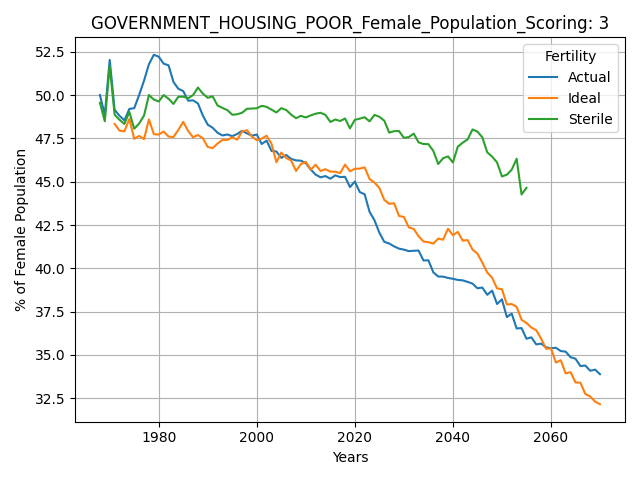 GOVERNMENT_HOUSING_POOR_Female_Population_Scoring: 3
Fertility
Actual
Ideal
Sterile
% of Female Population
52.5
50.0
47.5
45.0
42.5
40.0
37.5
35.0
32.5
1980
2000
2020
2040
2060
Years